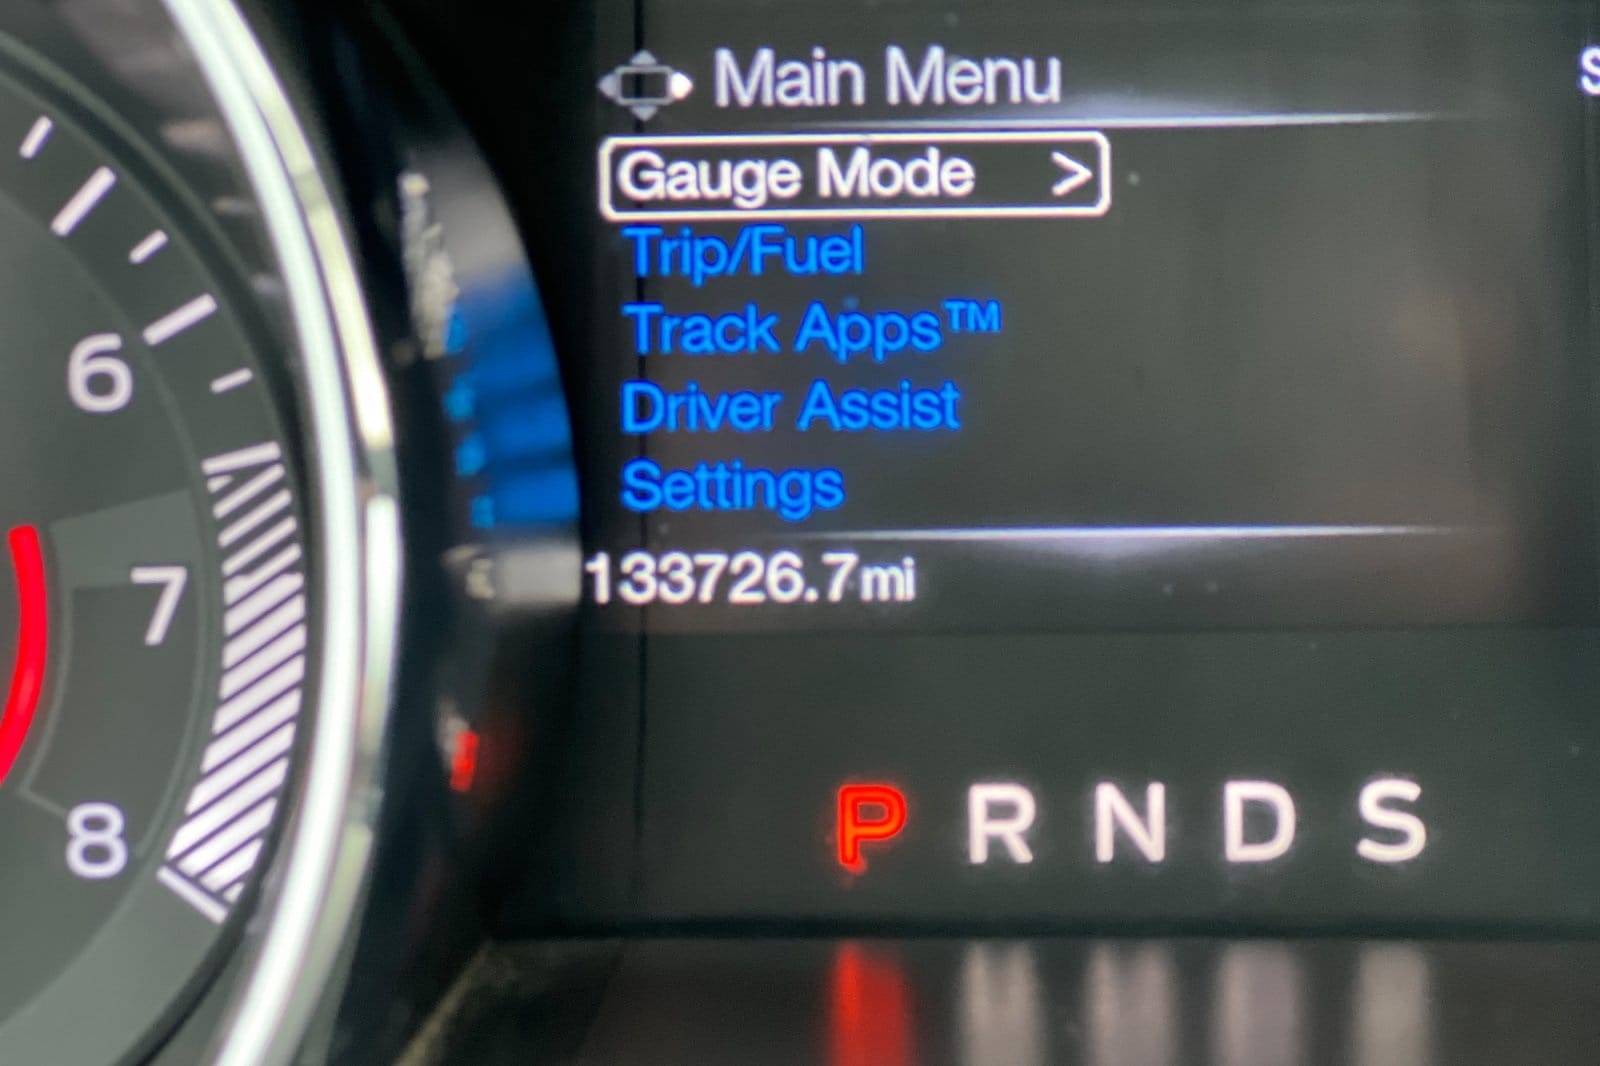 Main Menu
Gauge Mode >
Trip/Fuel
Track Apps™
Driver Assist
Settings
133726.7mi
P R N D S
6
7
8